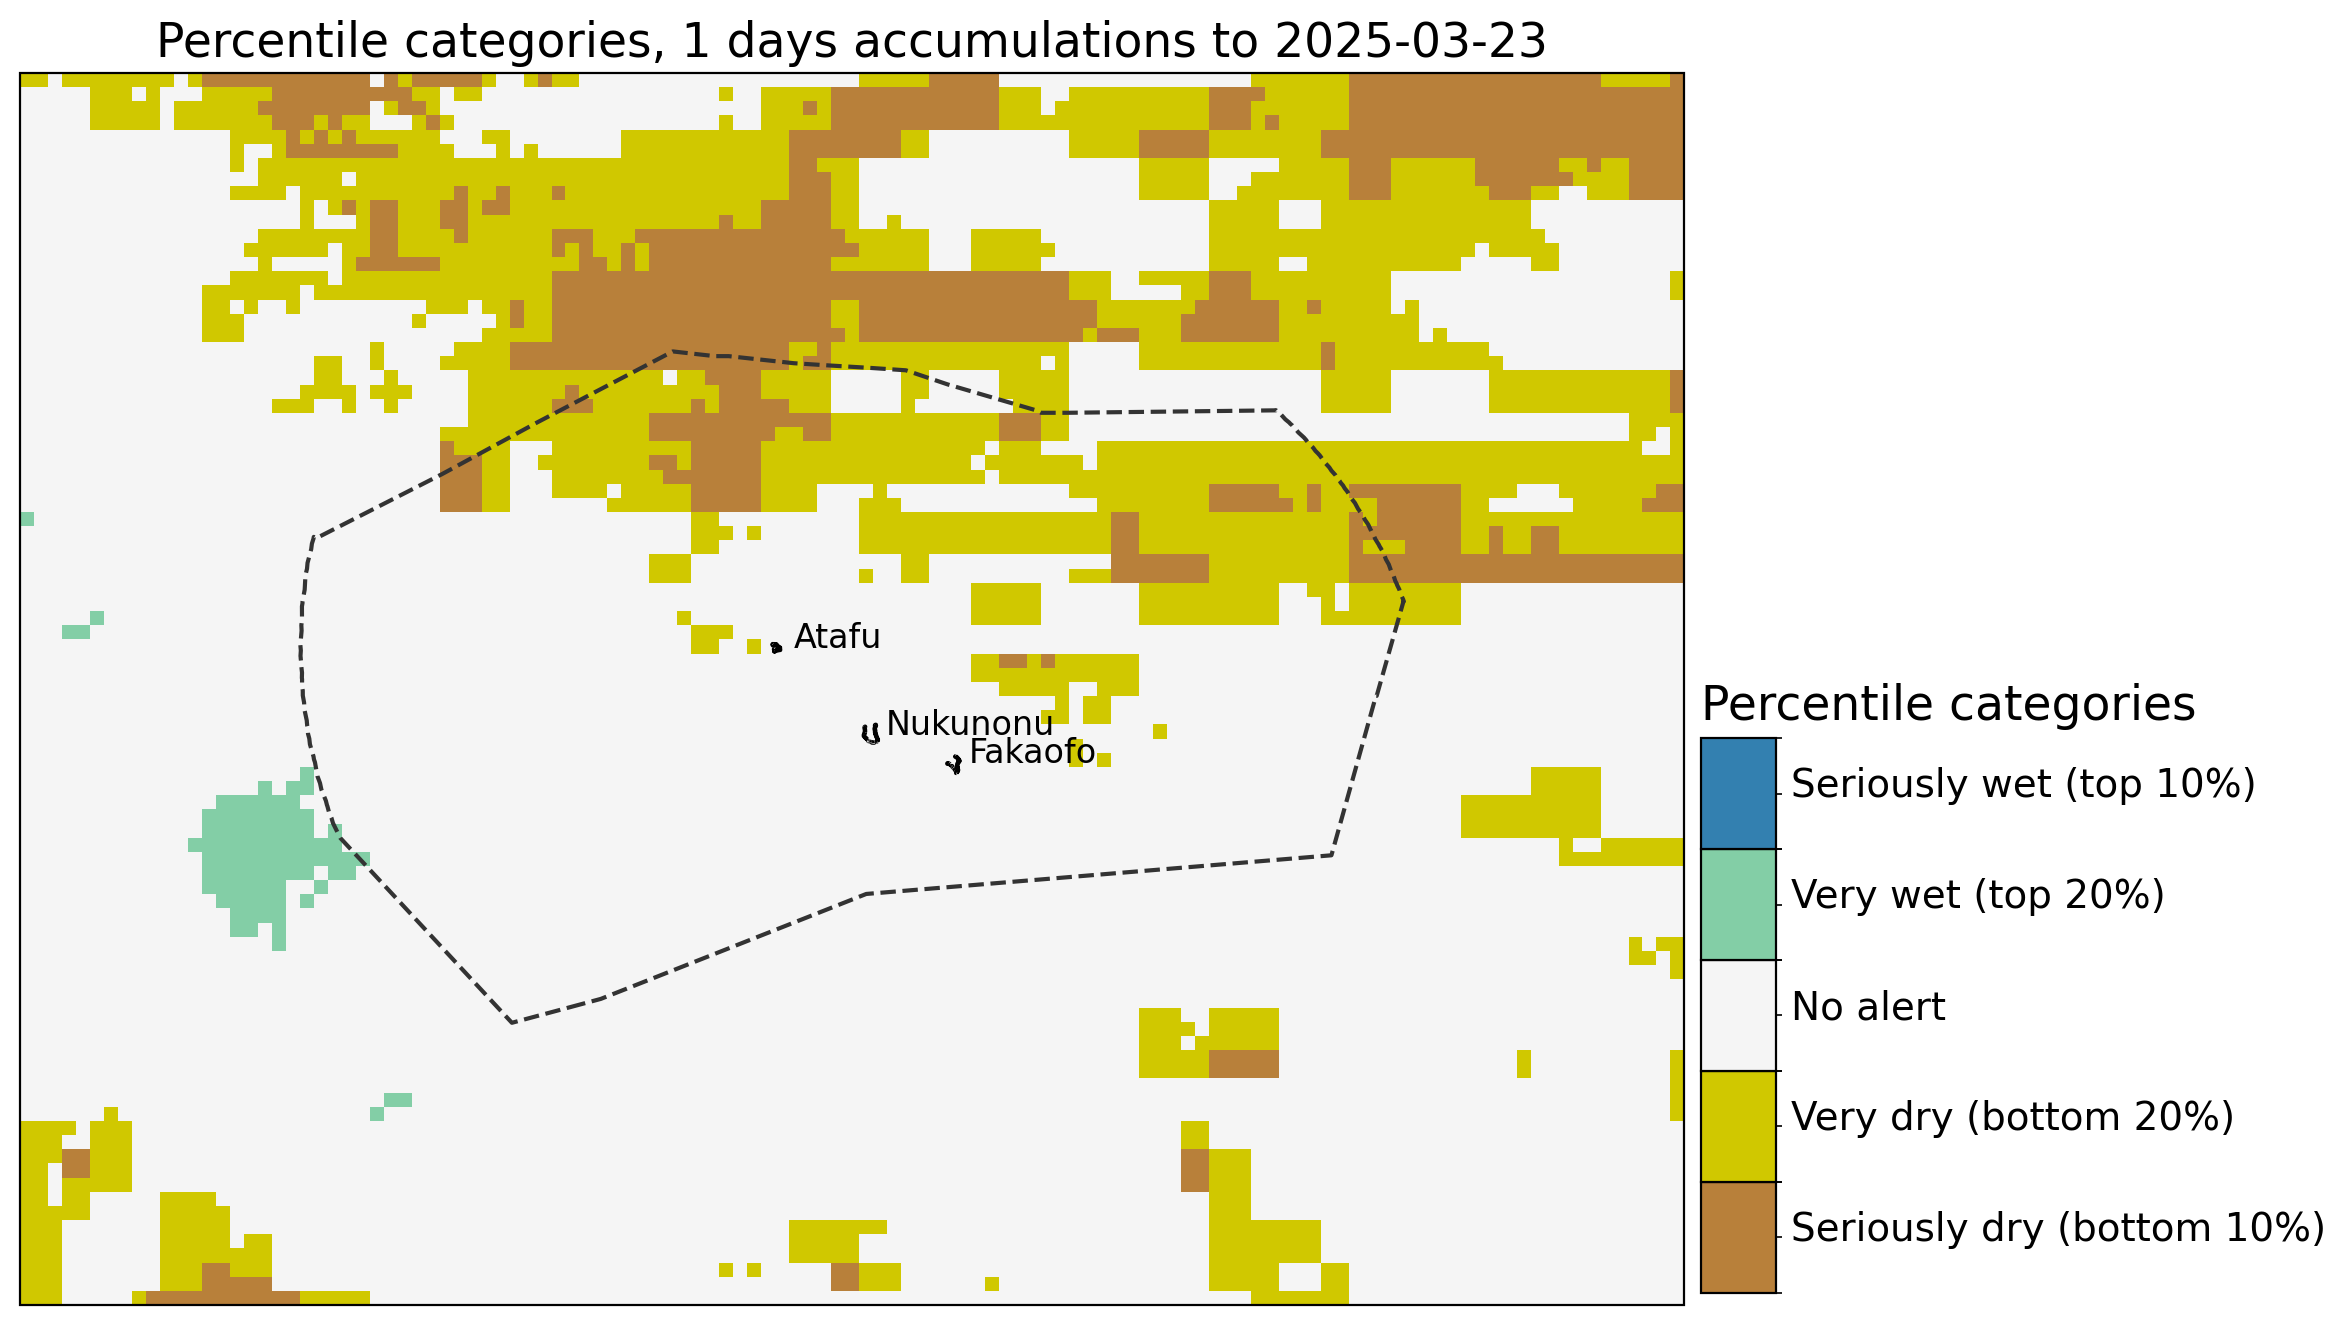 Percentile categories, 1 days accumulations to 2025-03-23
Atafu
Nukunonu
Fakaofo
Percentile categories
Seriously wet (top 10%)
Very wet (top 20%)
No alert
Very dry (bottom 20%)
Seriously dry (bottom 10%)